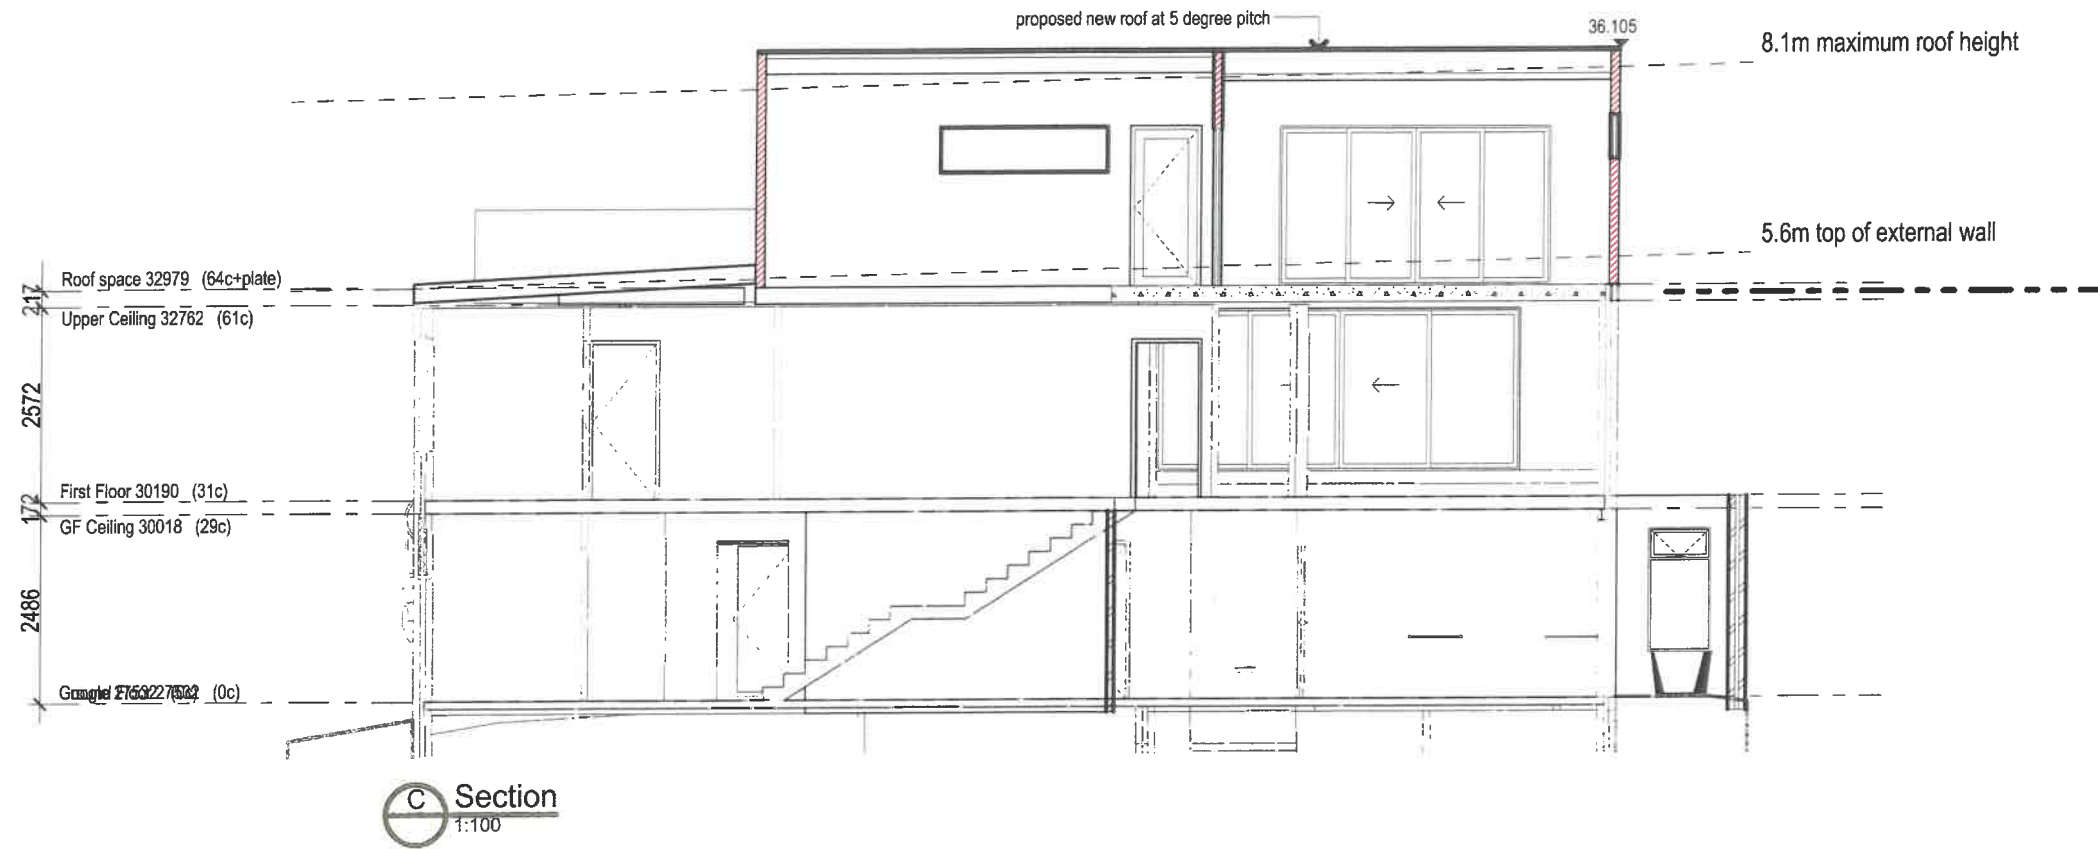 proposed new roof at 5 degree pitch
36.105
8.1m maximum roof height
5.6m top of external wall
Roof space 32979 (64c+plate)
217
Upper Ceiling 32762 (61c)
2572
First Floor 30190 (31c)
172
GF Ceiling 30018 (29c)
2486
(0c)
C Section
1:100